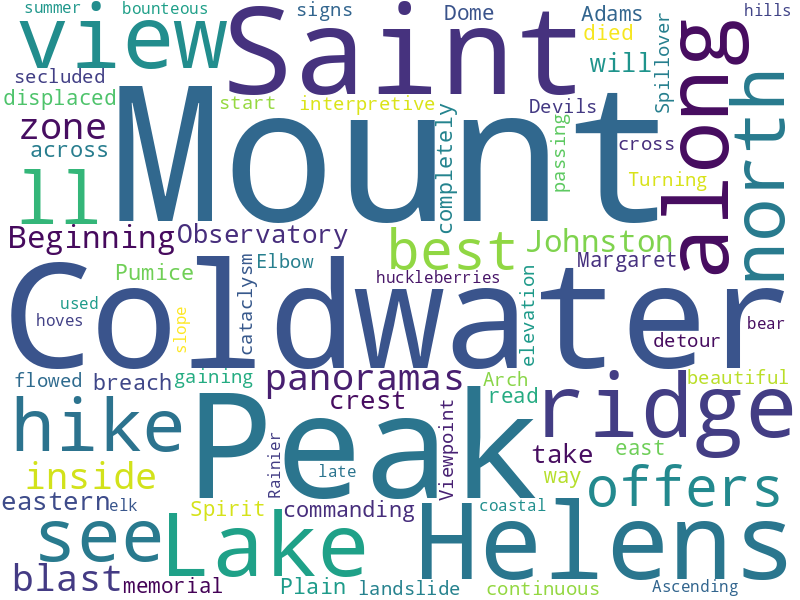 summer bounteous signs Dome Adams hills
view Saint died
secluded will Spillover along north
displaced Mount start interpretive Devils
zone completely passing cross
across Turning
ll
Beginning Observatory best Johnston
Pumice cataclysm Elbow huckleberries Margaret
Coldwater
used elevation
hoves slope bear
detour
flowed breach gaining panoramas Arch beautiful
hike Peak crest Viewpoint read ridge
take east
inside Rainier late way offers
eastern elk Spirit commanding coastal
see Lake Helens
blast memorial Plain landslide continuous Ascending